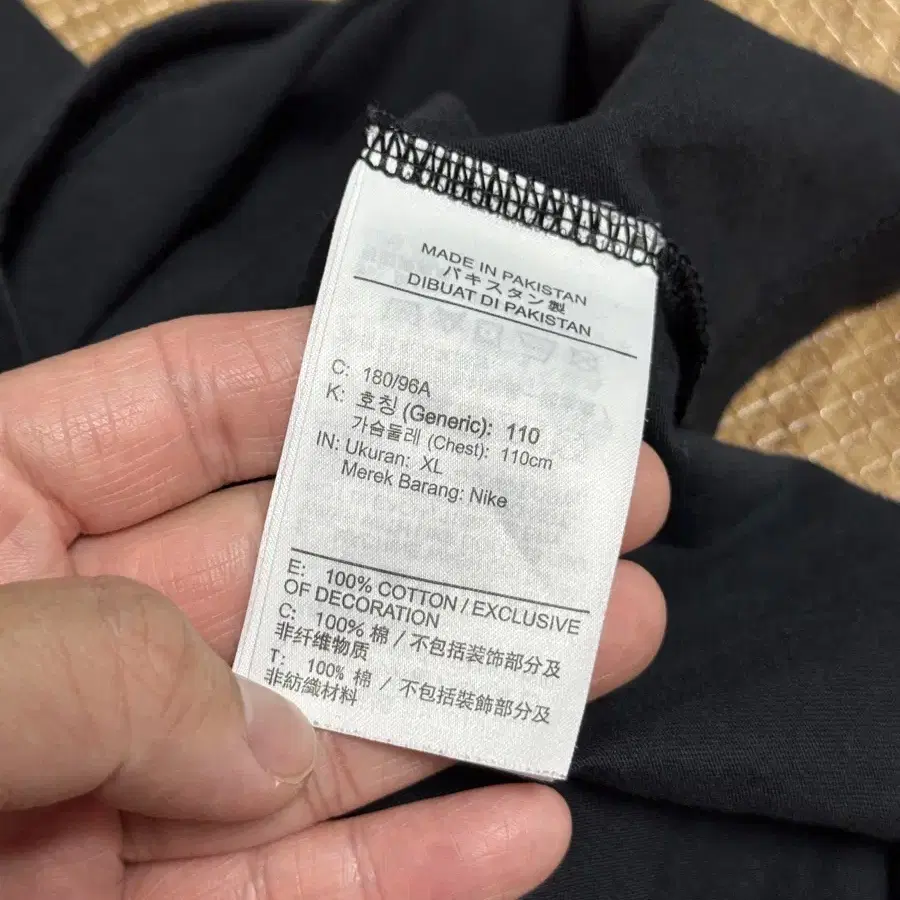 MADE IN PAKISTAN
パキスタン製
DIBUAT DI PAKISTAN
C: 180/96A
K: 호칭 (Generic): 110
가슴둘레 (Chest): 110cm
IN: Ukuran: XL
Merek Barang: Nike
E: 100% COTTON / EXCLUSIVE
OF DECORATION
C: 100% 棉 / 不包括装饰部分及
非纤维物质
T: 100% 棉 / 不包括裝飾部分及
非紡織材料